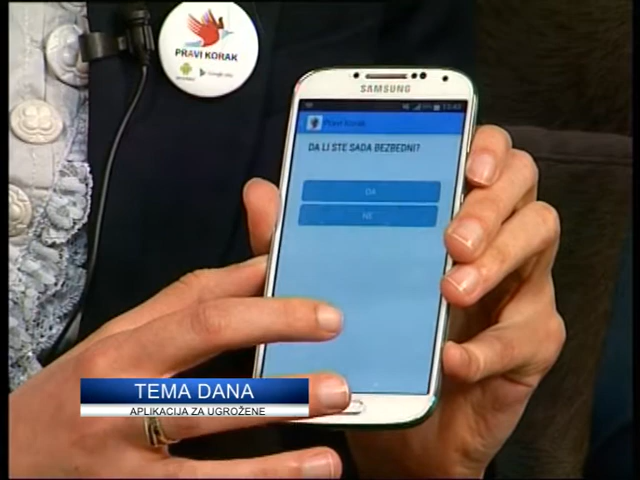 PRAVI KORAK
SAMSUNG
Pravi Korak
DA LI STE SADA BEZBEDNI?
DA
NE
TEMA DANA
APLIKACIJA ZA UGROŽENE